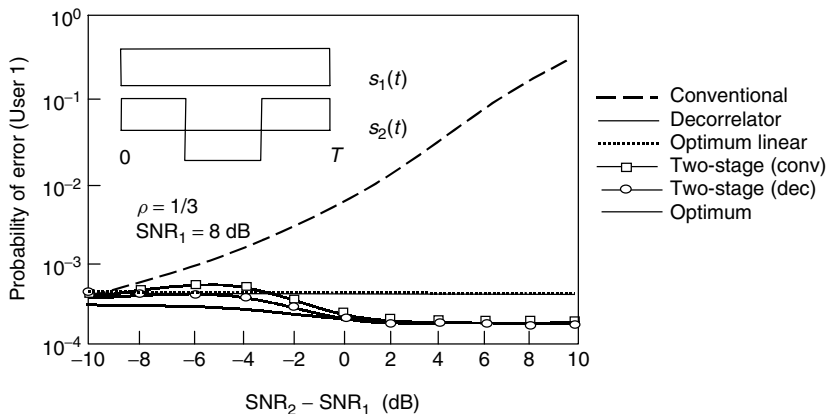 Probability of error (User 1)
10⁰
10⁻¹
10⁻²
10⁻³
10⁻⁴
s₁(t)
s₂(t)
0 T
ρ = 1/3
SNR₁ = 8 dB
Conventional
Decorrelator
Optimum linear
Two-stage (conv)
Two-stage (dec)
Optimum
−10 −8 −6 −4 −2 0 2 4 6 8 10
SNR₂ − SNR₁ (dB)